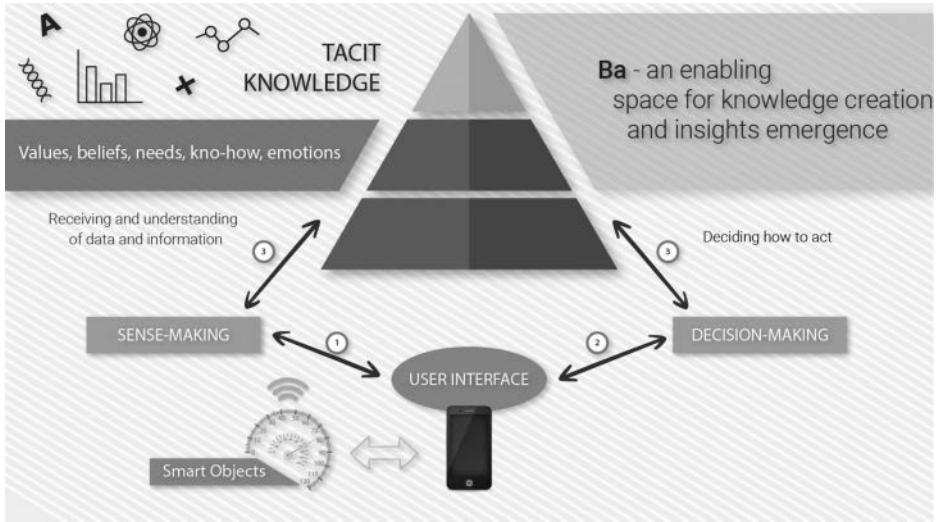 A
TACIT
KNOWLEDGE
Ba - an enabling
space for knowledge creation
and insights emergence
Values, beliefs, needs, kno-how, emotions
Receiving and understanding
of data and information
3
3
Deciding how to act
SENSE-MAKING
1
2
DECISION-MAKING
USER INTERFACE
Smart Objects